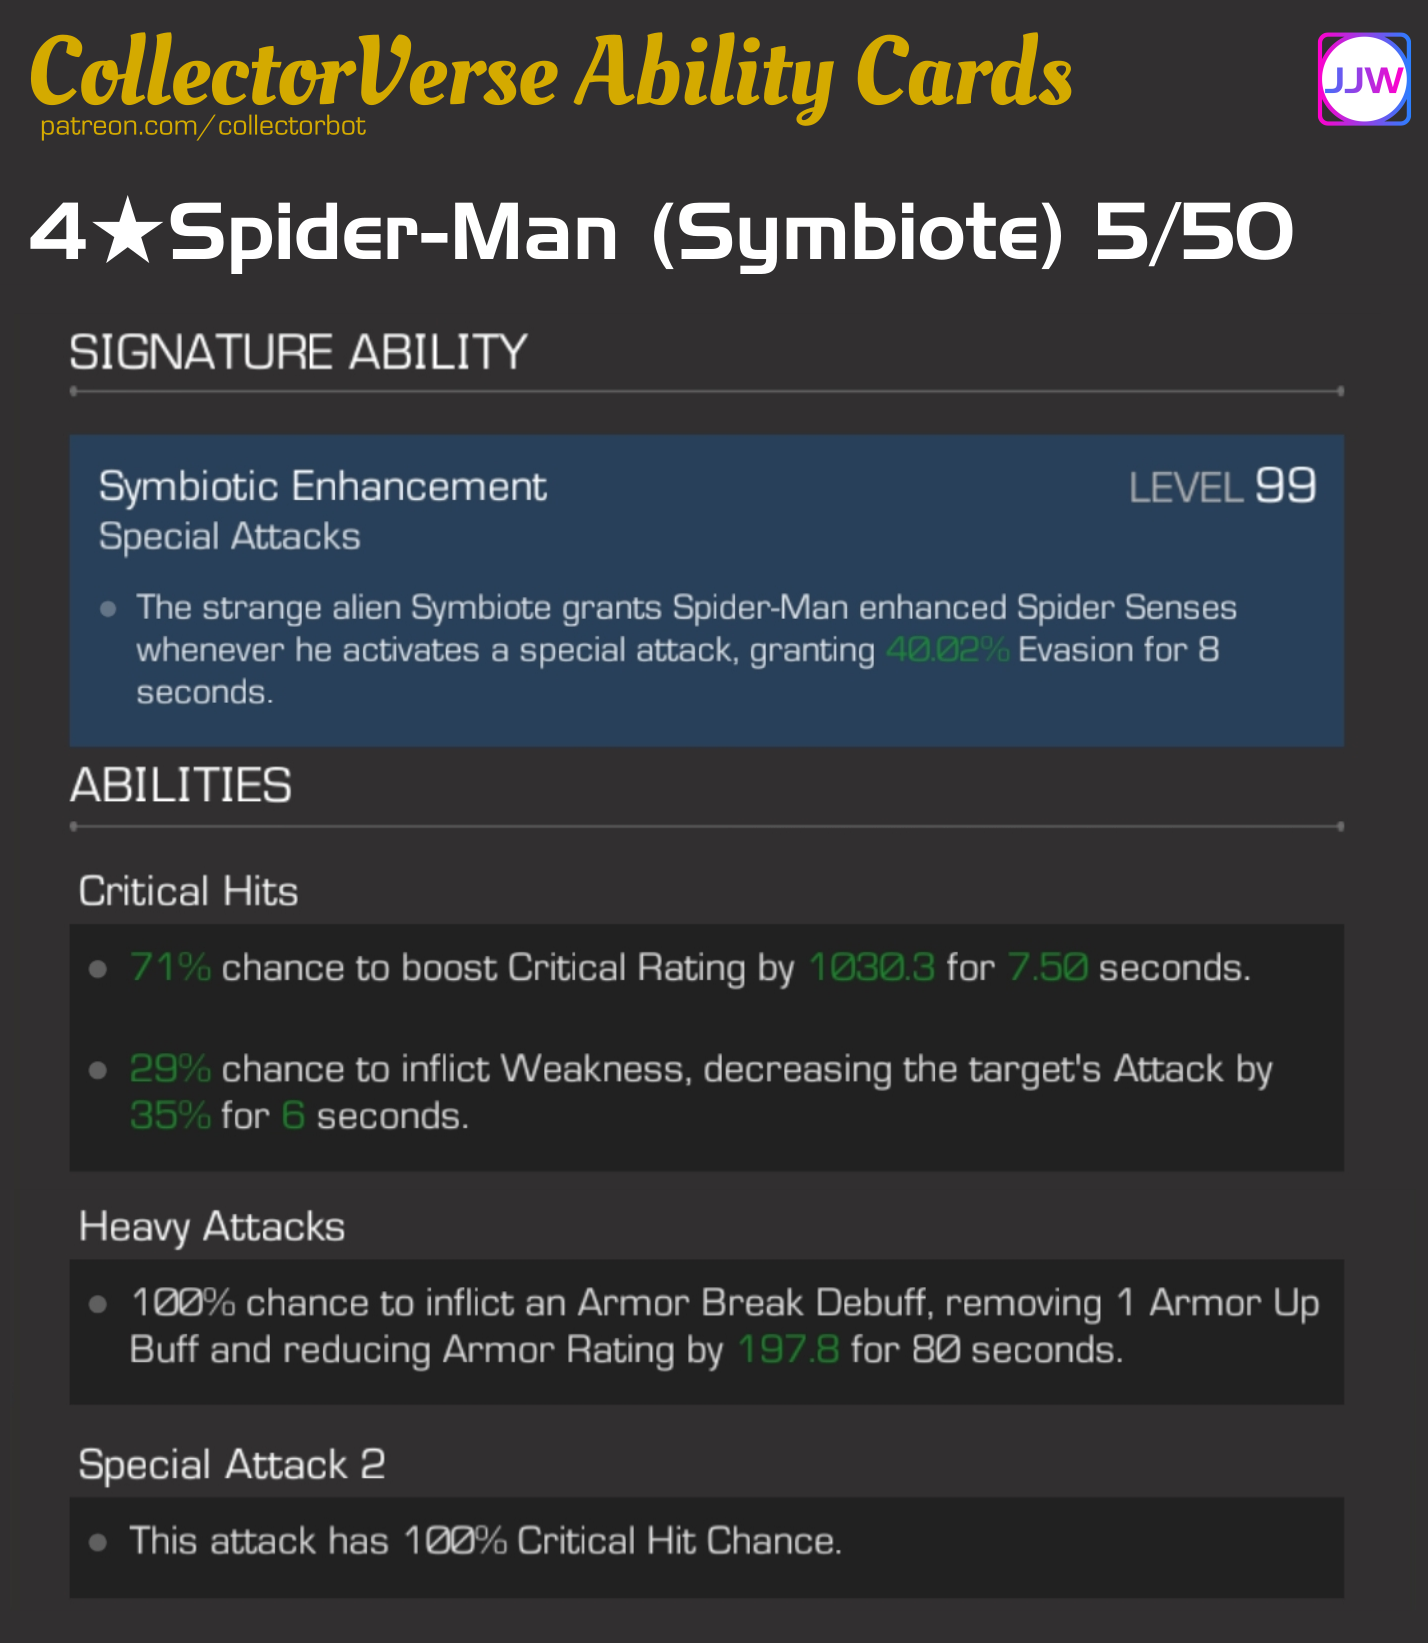 CollectorVerse Ability Cards
JJW
patreon.com/collectorbot
4★Spider-Man (Symbiote) 5/50
SIGNATURE ABILITY
Symbiotic Enhancement LEVEL 99
Special Attacks
● The strange alien Symbiote grants Spider-Man enhanced Spider Senses
whenever he activates a special attack, granting 40.02% Evasion for 8
seconds.
ABILITIES
Critical Hits
● 71% chance to boost Critical Rating by 1030.3 for 7.50 seconds.
● 29% chance to inflict Weakness, decreasing the target's Attack by
35% for 6 seconds.
Heavy Attacks
● 100% chance to inflict an Armor Break Debuff, removing 1 Armor Up
Buff and reducing Armor Rating by 197.8 for 80 seconds.
Special Attack 2
● This attack has 100% Critical Hit Chance.